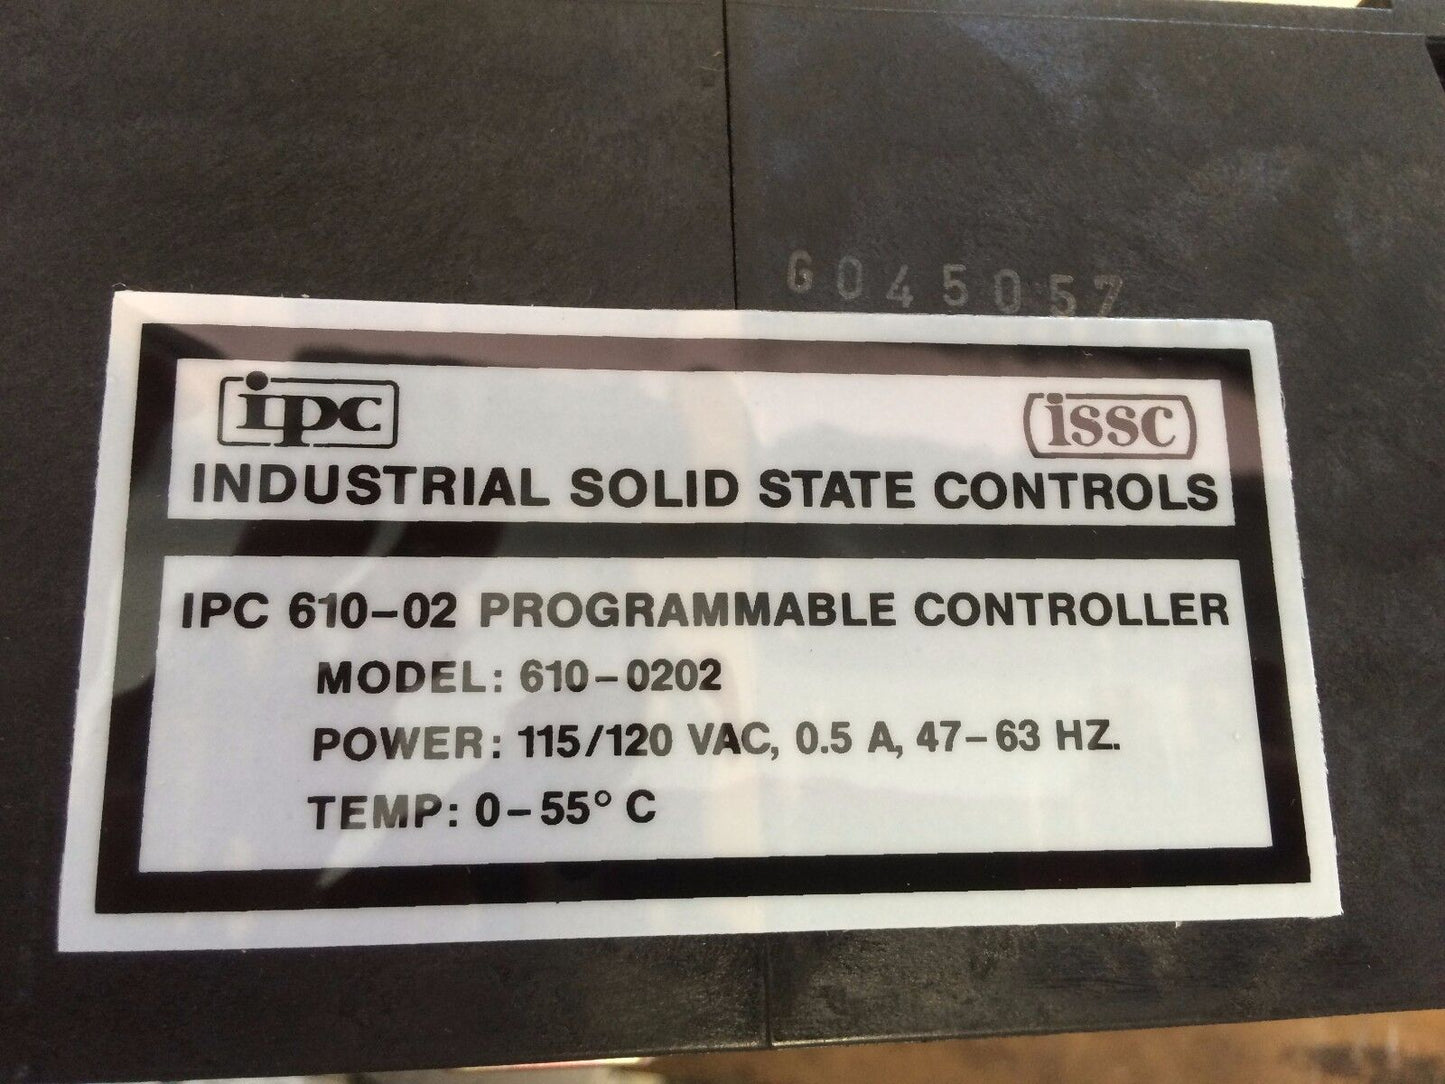 G045057
ipc
issc
INDUSTRIAL SOLID STATE CONTROLS
IPC 610-02 PROGRAMMABLE CONTROLLER
MODEL: 610-0202
POWER: 115/120 VAC, 0.5 A, 47-63 HZ.
TEMP: 0-55° C